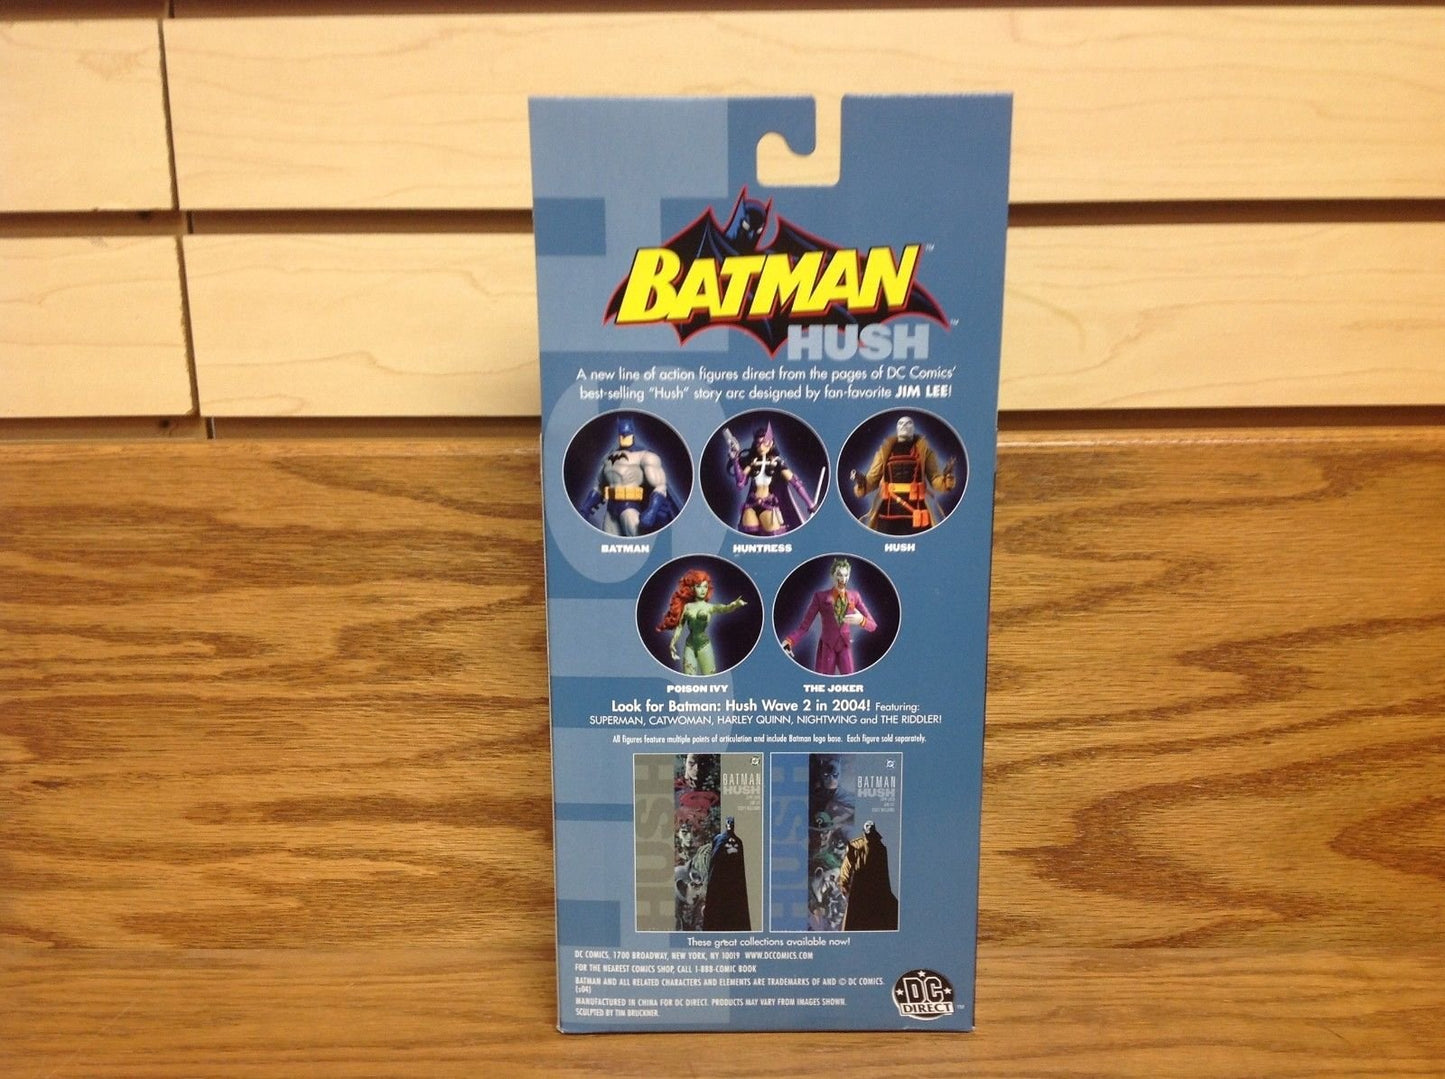 BATMAN™
HUSH™
A new line of action figures direct from the pages of DC Comics'
best-selling "Hush" story arc designed by fan-favorite JIM LEE!
BATMAN
HUNTRESS
HUSH
POISON IVY
THE JOKER
Look for Batman: Hush Wave 2 in 2004! Featuring:
SUPERMAN, CATWOMAN, HARLEY QUINN, NIGHTWING and THE RIDDLER!
All figures feature multiple points of articulation and include Batman logo base. Each figure sold separately.
HUSH
BATMAN
HUSH
HUSH
BATMAN
HUSH
These great collections available now!
DC COMICS, 1700 BROADWAY, NEW YORK, NY 10019 WWW.DCCOMICS.COM
FOR THE NEAREST COMICS SHOP, CALL 1-888-COMIC BOOK
BATMAN AND ALL RELATED CHARACTERS AND ELEMENTS ARE TRADEMARKS OF AND © DC COMICS.
(s04)
MANUFACTURED IN CHINA FOR DC DIRECT. PRODUCTS MAY VARY FROM IMAGES SHOWN.
SCULPTED BY TIM BRUCKNER.
DC
DIRECT™